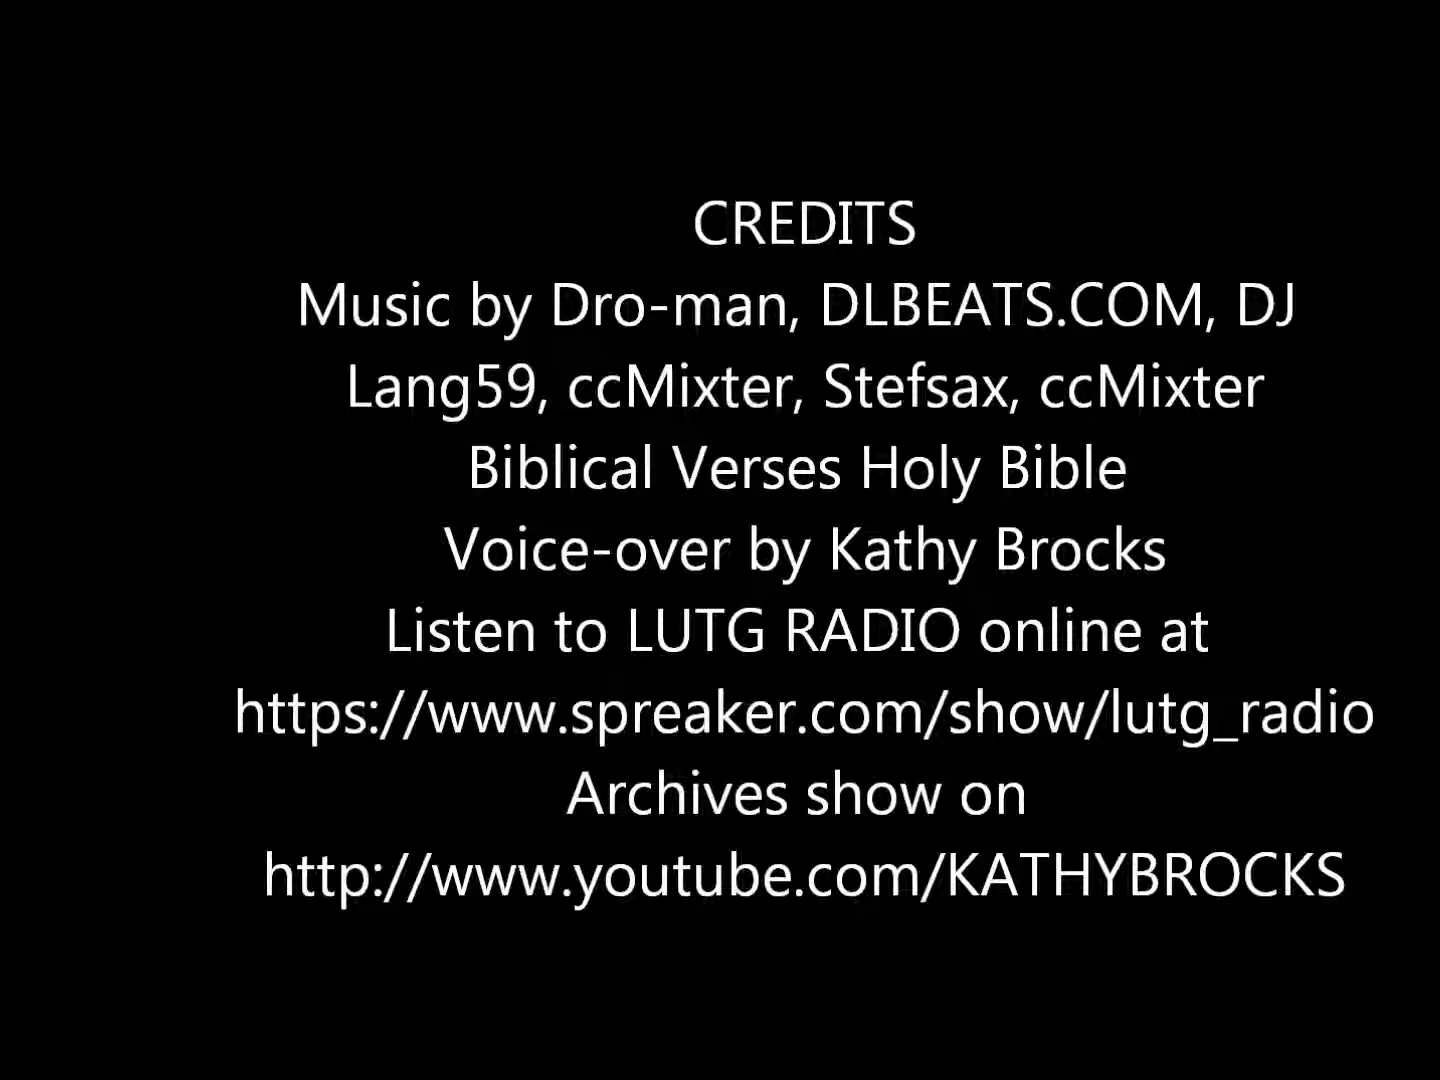 CREDITS
Music by Dro-man, DLBEATS.COM, DJ
Lang59, ccMixter, Stefsax, ccMixter
Biblical Verses Holy Bible
Voice-over by Kathy Brocks
Listen to LUTG RADIO online at
https://www.spreaker.com/show/lutg_radio
Archives show on
http://www.youtube.com/KATHYBROCKS